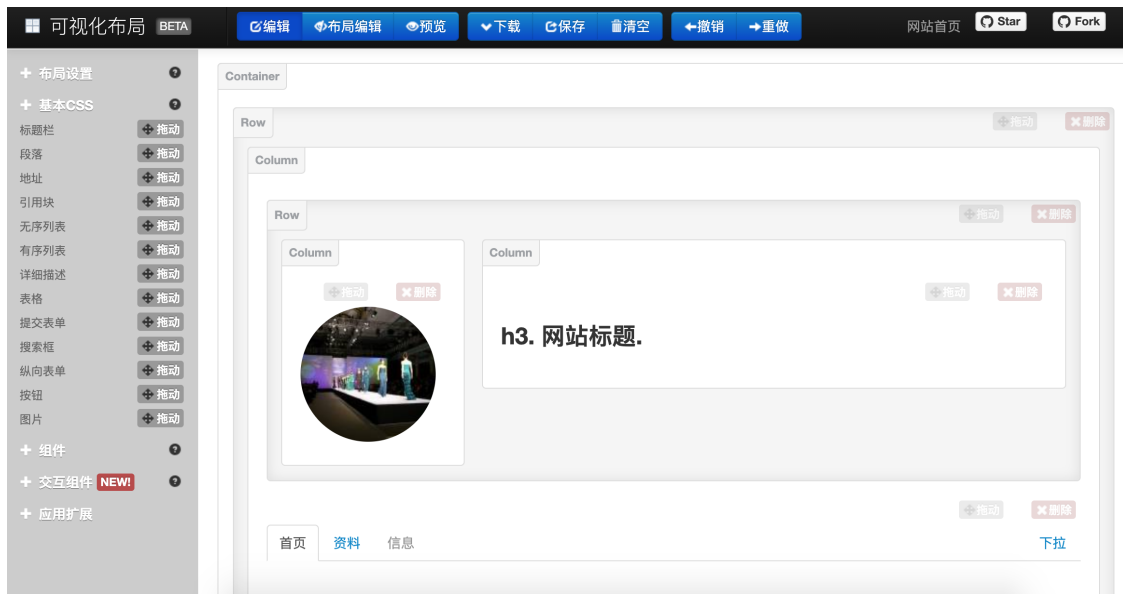 可视化布局 BETA 编辑 布局编辑 预览 下载 保存 清空 撤销 重做 网站首页 Star Fork
布局设置
基本CSS
标题栏 拖动
段落 拖动
地址 拖动
引用块 拖动
无序列表 拖动
有序列表 拖动
详细描述 拖动
表格 拖动
提交表单 拖动
搜索框 拖动
纵向表单 拖动
按钮 拖动
图片 拖动
组件
交互组件 NEW!
应用扩展
Container
Row 拖动 删除
Column
Row 拖动 删除
Column
拖动 删除
Column
拖动 删除
h3. 网站标题.
拖动 删除
首页 资料 信息 下拉